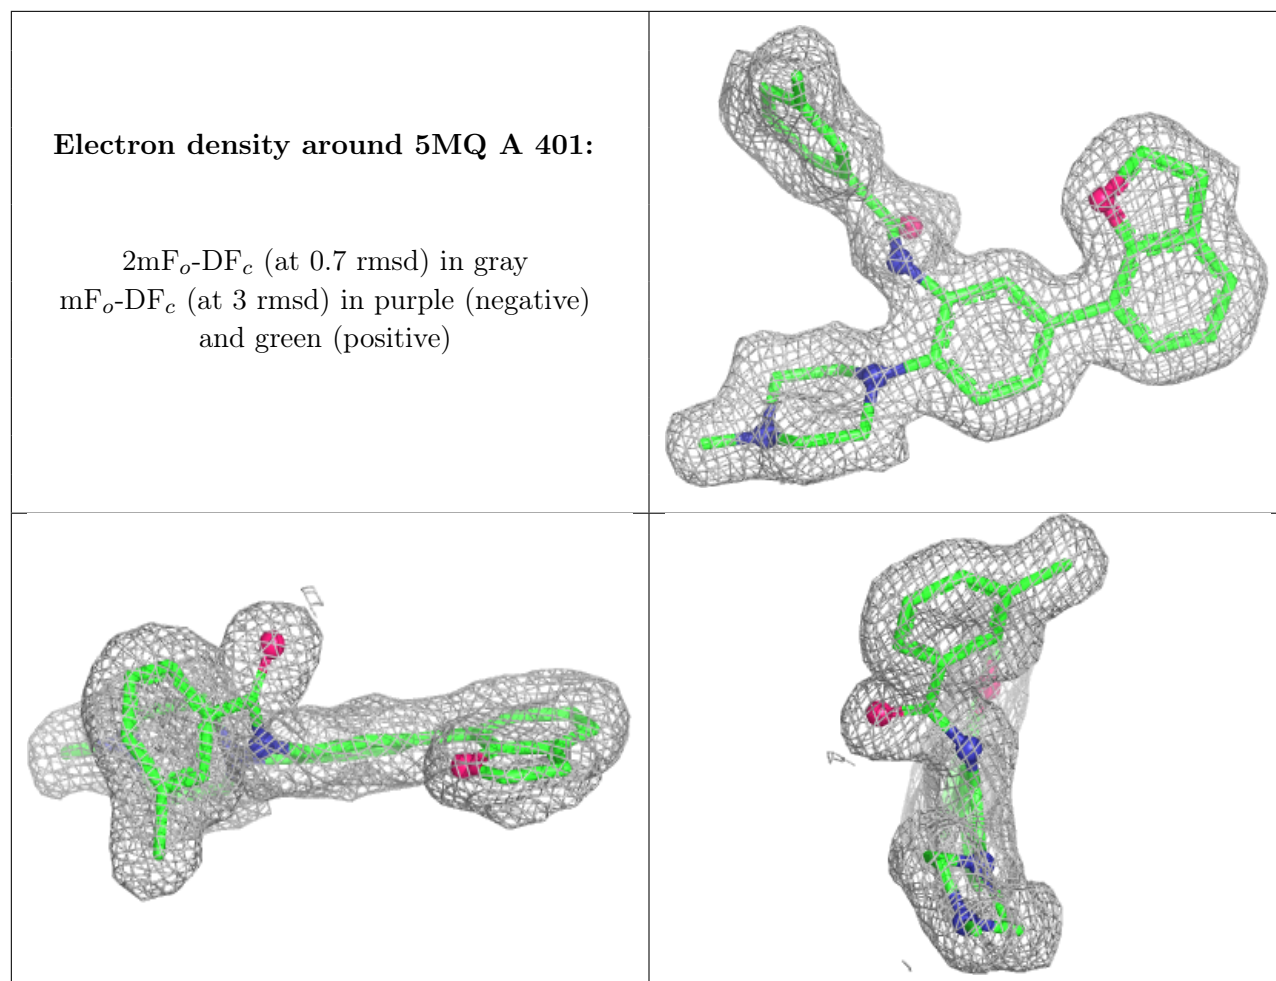 Electron density around 5MQ A 401:
2mFo-DFc (at 0.7 rmsd) in gray
mFo-DFc (at 3 rmsd) in purple (negative)
and green (positive)